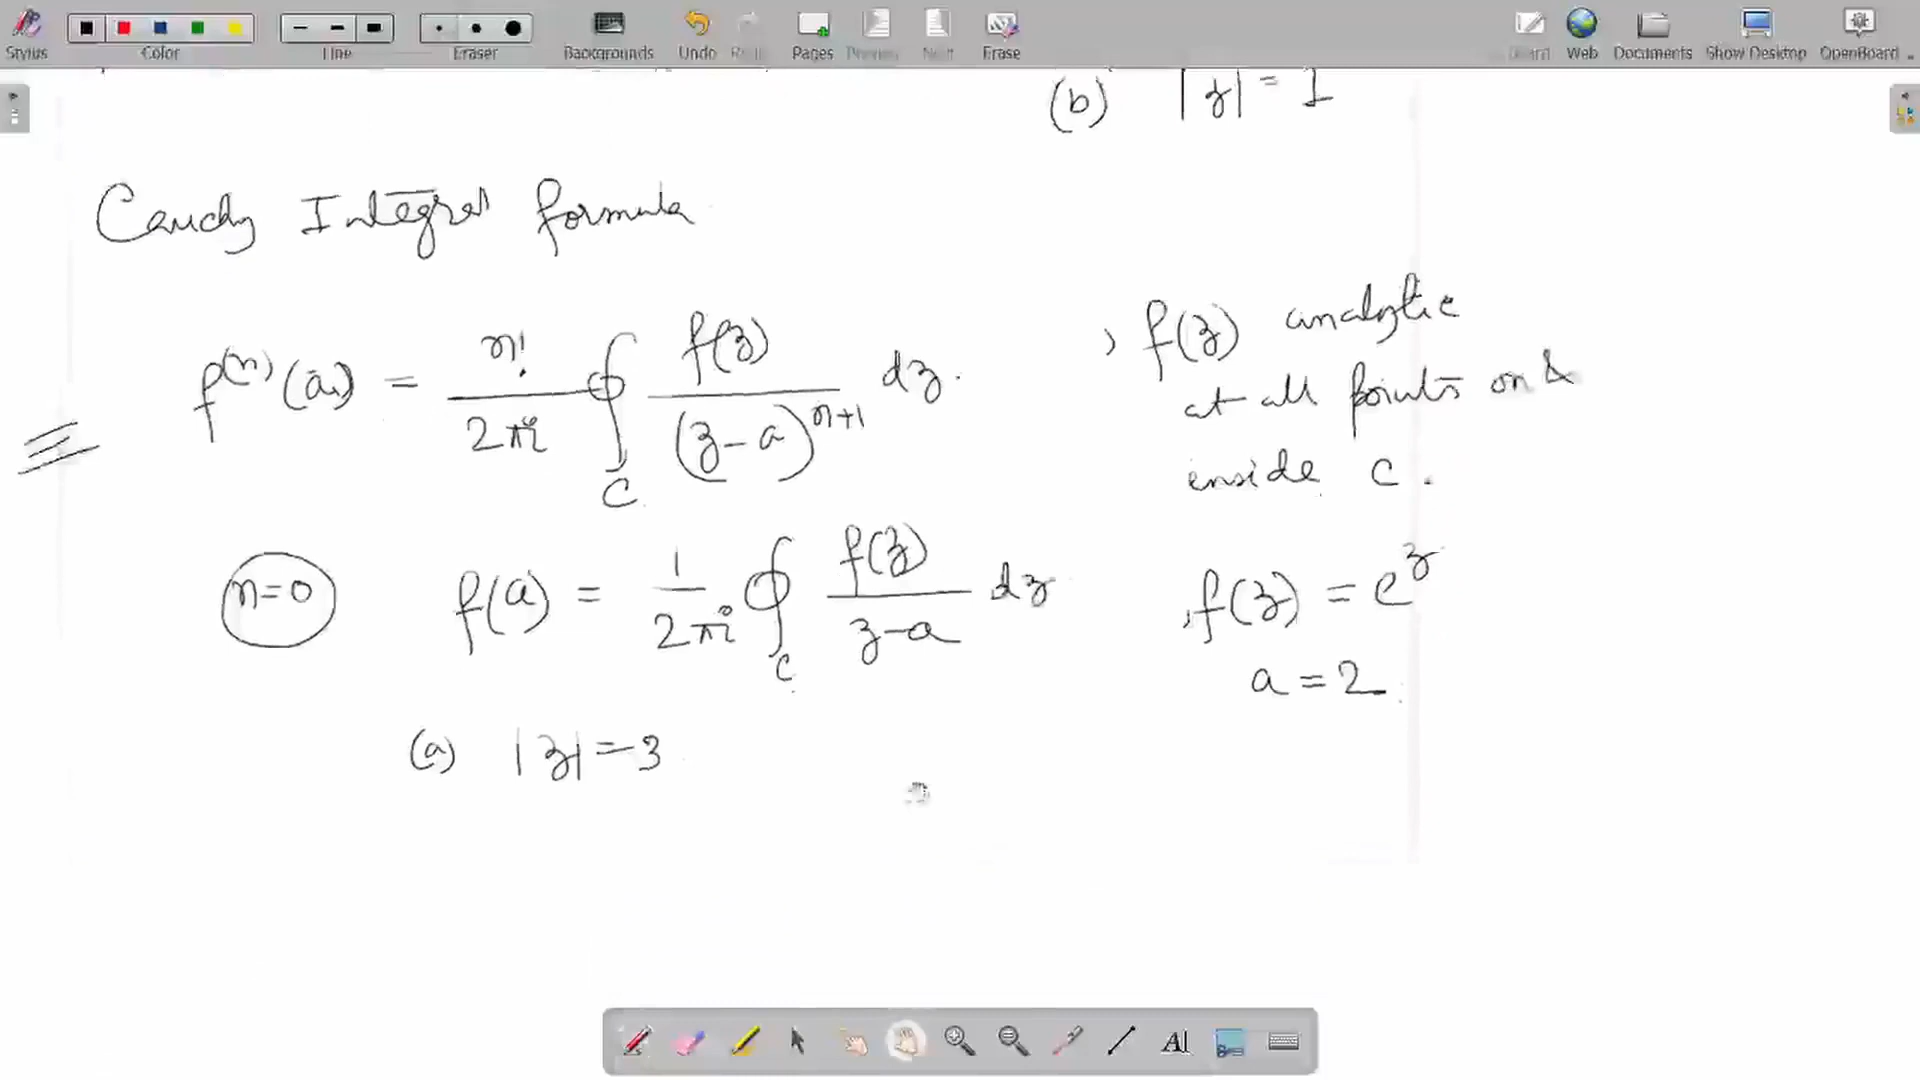 Stylus Color Line Eraser Backgrounds Undo Pages Erase Web Documents Show Desktop OpenBoard
(b) |z| = 1
Cauchy Integral formula
f^(n)(a) = n!/2πi ∮_C f(z)/(z-a)^(n+1) dz. , f(z) analytic
at all points on &
inside C.
n=0 f(a) = 1/2πi ∮_C f(z)/(z-a) dz , f(z) = e^z
a = 2
(a) |z| = 3